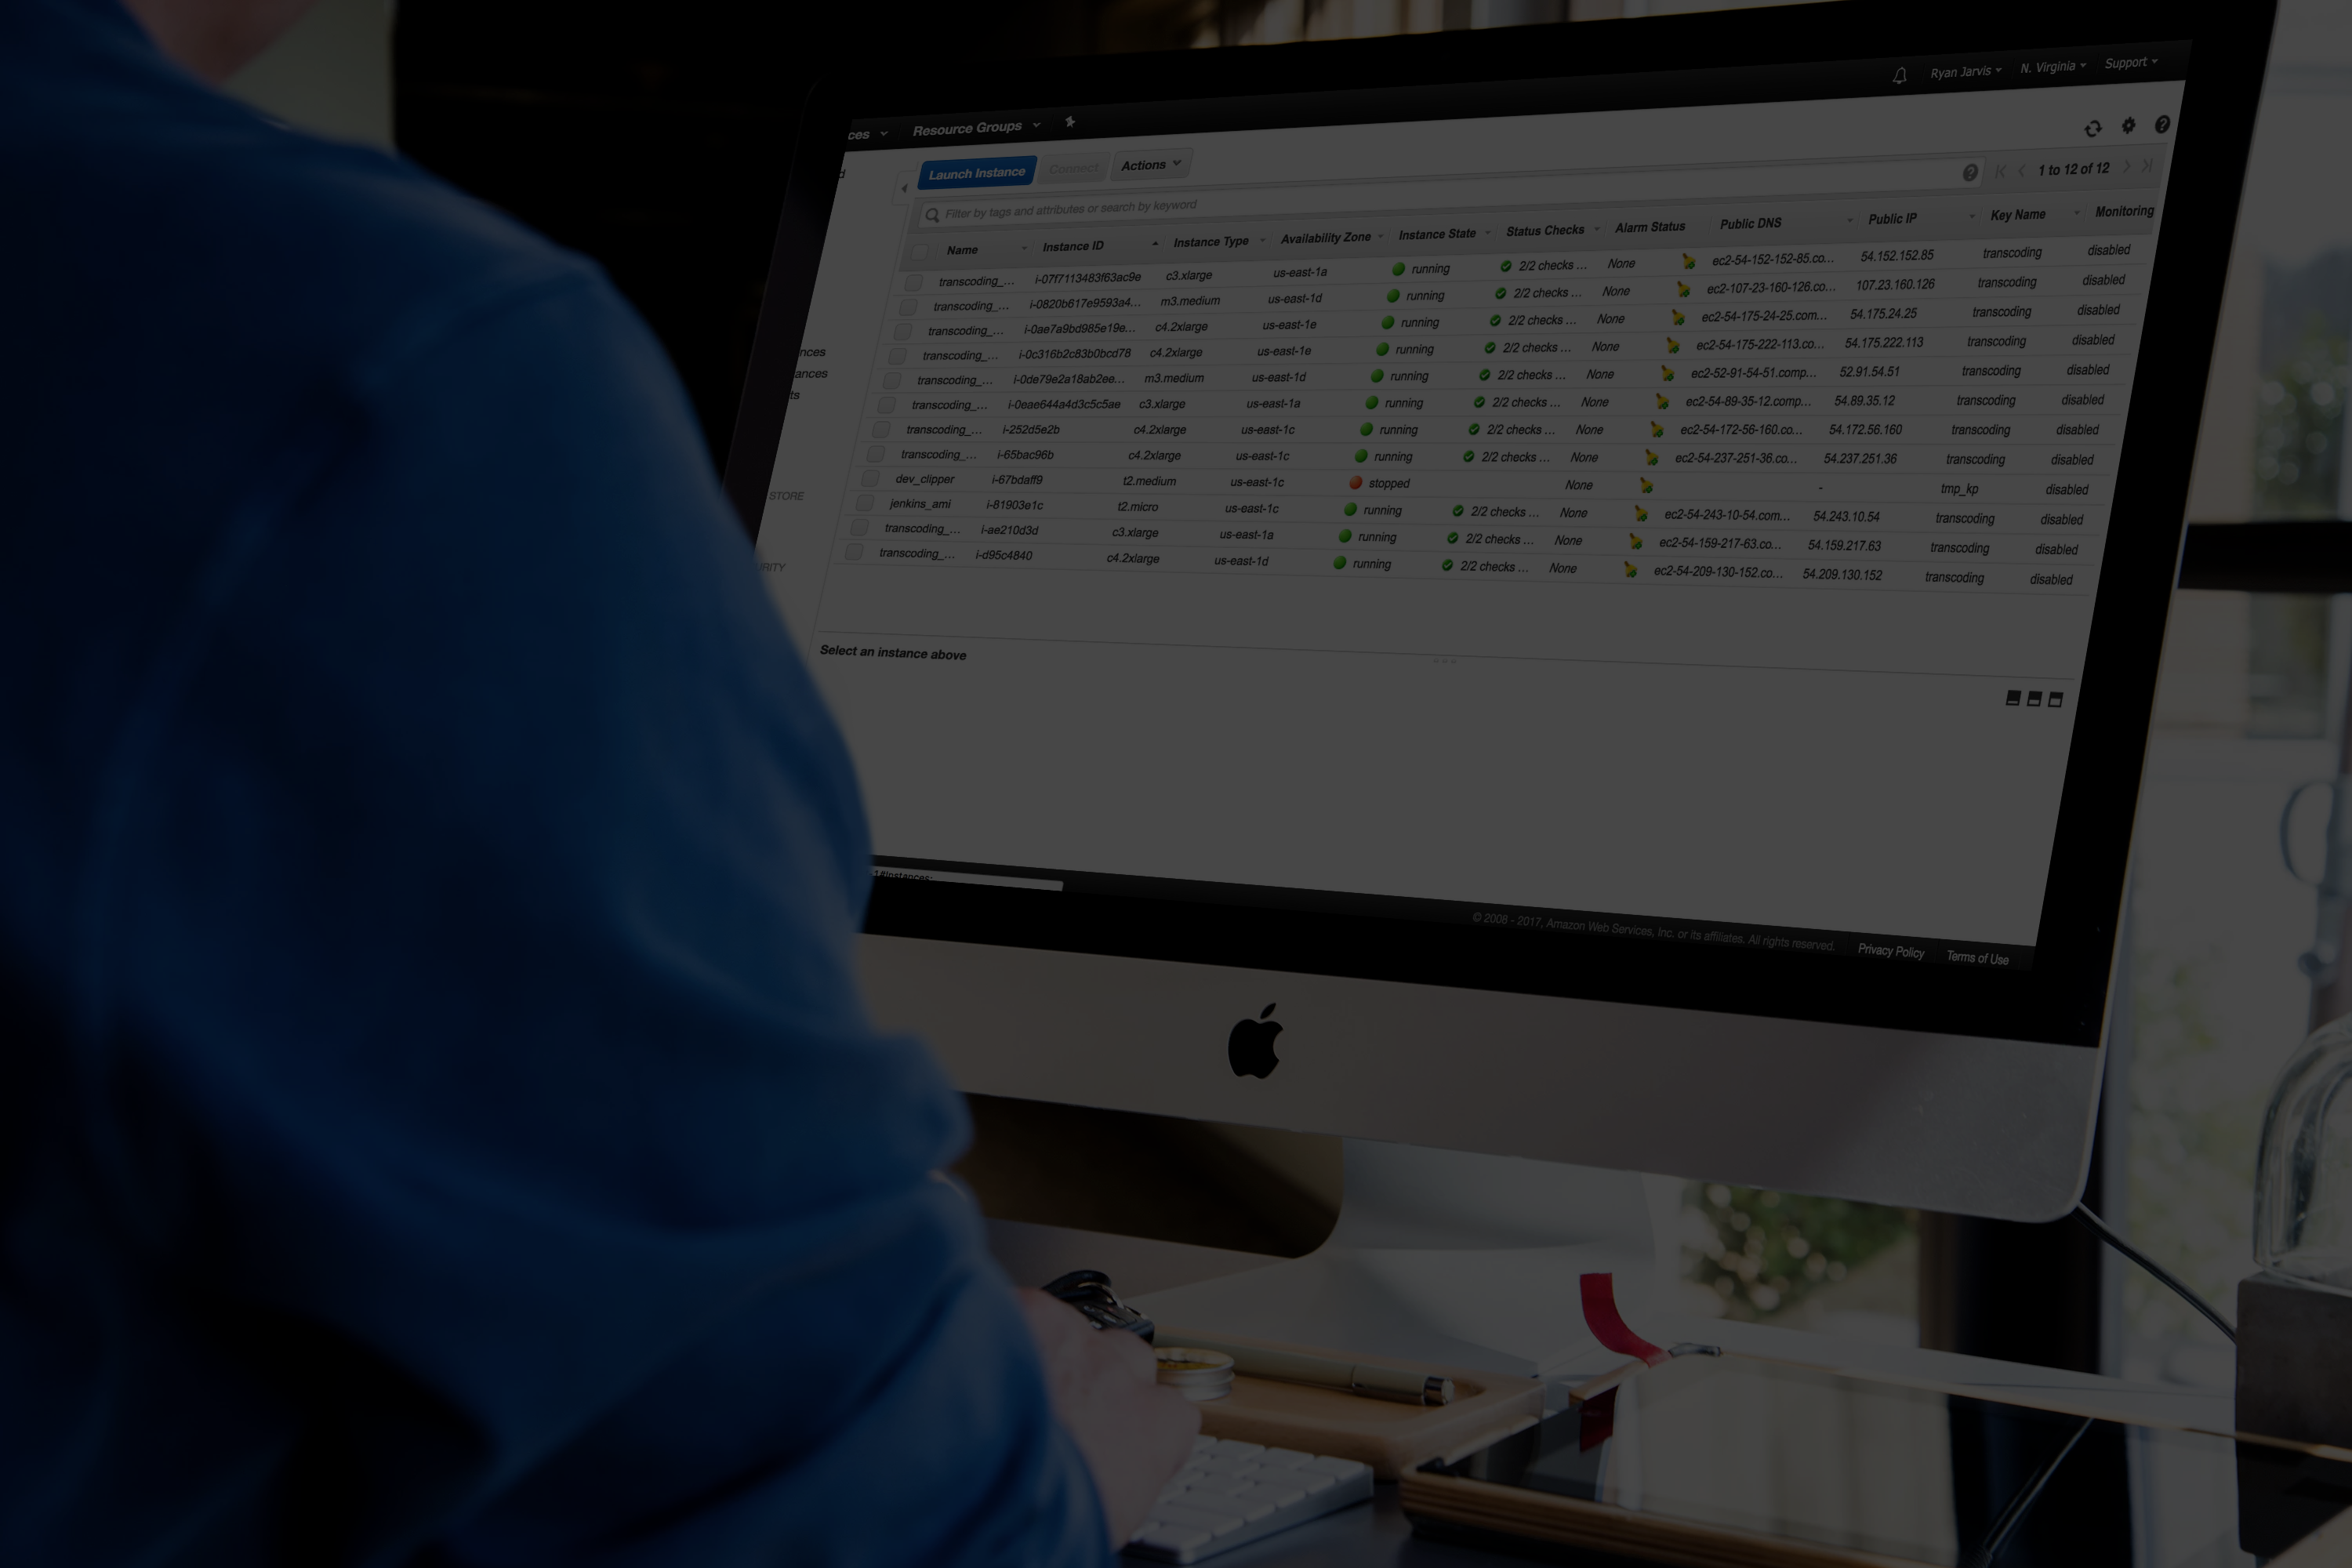 Ryan Jarvis N. Virginia Support
ces Resource Groups
Launch Instance Connect Actions
Filter by tags and attributes or search by keyword 1 to 12 of 12
Name Instance ID Instance Type Availability Zone Instance State Status Checks Alarm Status Public DNS Public IP Key Name Monitoring
transcoding_... i-07f7113483f63ac9e c3.xlarge us-east-1a running 2/2 checks ... None ec2-54-152-152-85.co... 54.152.152.85 transcoding disabled
transcoding_... i-0820b617e9593a4... m3.medium us-east-1d running 2/2 checks ... None ec2-107-23-160-126.co... 107.23.160.126 transcoding disabled
transcoding_... i-0ae7a9bd985e19e... c4.2xlarge us-east-1e running 2/2 checks ... None ec2-54-175-24-25.com... 54.175.24.25 transcoding disabled
transcoding_... i-0c316b2c83b0bcd78 c4.2xlarge us-east-1e running 2/2 checks ... None ec2-54-175-222-113.co... 54.175.222.113 transcoding disabled
transcoding_... i-0de79e2a18ab2ee... m3.medium us-east-1d running 2/2 checks ... None ec2-52-91-54-51.comp... 52.91.54.51 transcoding disabled
transcoding_... i-0eae644a4d3c5c5ae c3.xlarge us-east-1a running 2/2 checks ... None ec2-54-89-35-12.comp... 54.89.35.12 transcoding disabled
transcoding_... i-252d5e2b c4.2xlarge us-east-1c running 2/2 checks ... None ec2-54-172-56-160.co... 54.172.56.160 transcoding disabled
transcoding_... i-65bac96b c4.2xlarge us-east-1c running 2/2 checks ... None ec2-54-237-251-36.co... 54.237.251.36 transcoding disabled
dev_clipper i-67bdaff9 t2.medium us-east-1c stopped None - tmp_kp disabled
jenkins_ami i-81903e1c t2.micro us-east-1c running 2/2 checks ... None ec2-54-243-10-54.com... 54.243.10.54 transcoding disabled
transcoding_... i-ae210d3d c3.xlarge us-east-1a running 2/2 checks ... None ec2-54-159-217-63.co... 54.159.217.63 transcoding disabled
transcoding_... i-d95c4840 c4.2xlarge us-east-1d running 2/2 checks ... None ec2-54-209-130-152.co... 54.209.130.152 transcoding disabled
nces
ances
ts
STORE
URITY
Select an instance above
1#Instances:
© 2008 - 2017, Amazon Web Services, Inc. or its affiliates. All rights reserved. Privacy Policy Terms of Use